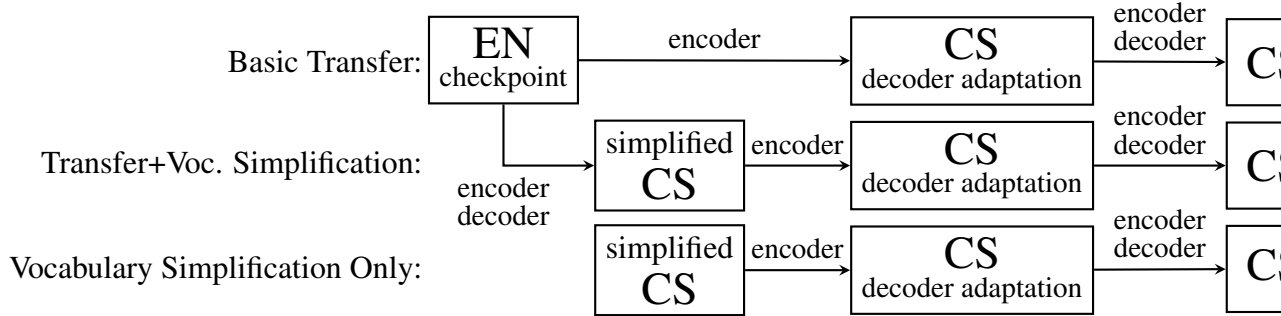 Basic Transfer:
EN
checkpoint
encoder
CS
decoder adaptation
encoder
decoder
Transfer+Voc. Simplification:
encoder
decoder
simplified
CS
encoder
CS
decoder adaptation
encoder
decoder
Vocabulary Simplification Only:
simplified
CS
encoder
CS
decoder adaptation
encoder
decoder